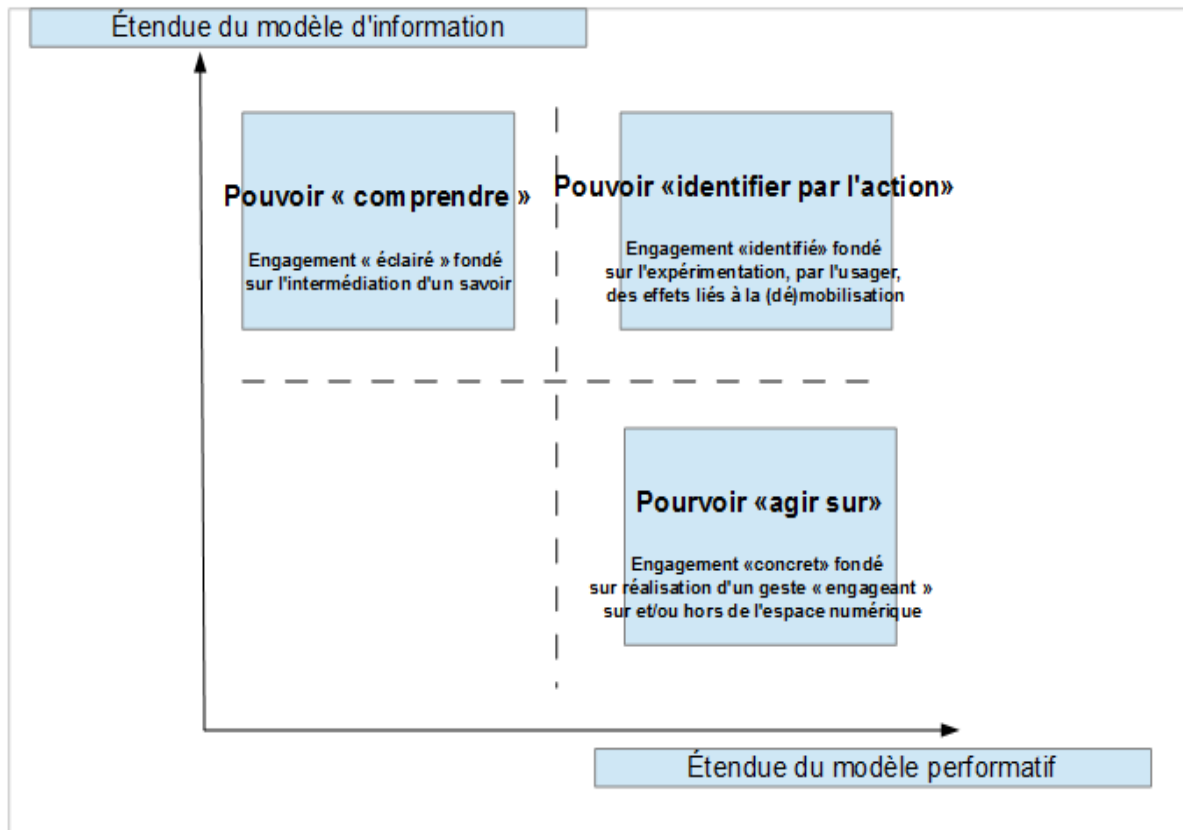 Étendue du modèle d'information
Pouvoir « comprendre »
Engagement « éclairé » fondé
sur l'intermédiation d'un savoir
Pouvoir «identifier par l'action»
Engagement «identifié» fondé
sur l'expérimentation, par l'usager,
des effets liés à la (dé)mobilisation
Pourvoir «agir sur»
Engagement «concret» fondé
sur réalisation d'un geste « engageant »
sur et/ou hors de l'espace numérique
Étendue du modèle performatif